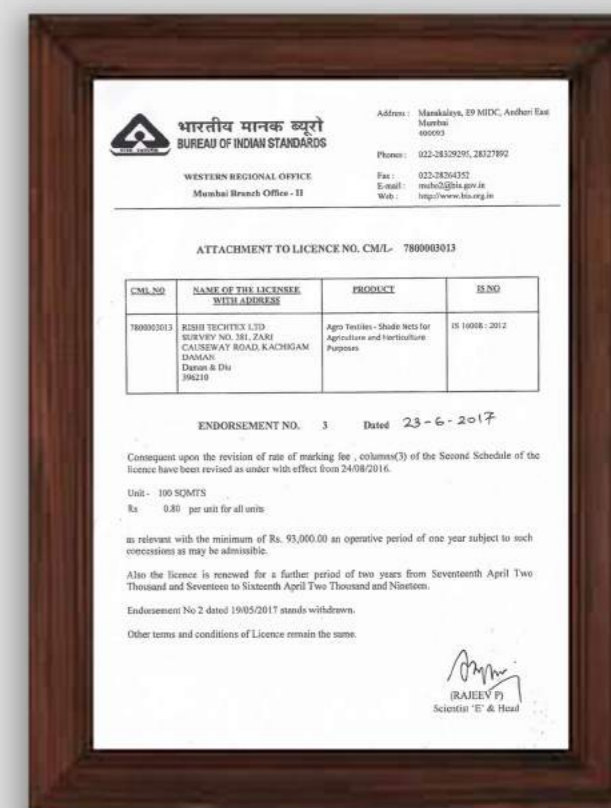 भारतीय मानक ब्यूरो
BUREAU OF INDIAN STANDARDS
WESTERN REGIONAL OFFICE
Mumbai Branch Office - II
Address : Manakalaya, E9 MIDC, Andheri East
Mumbai
400093
Phones : 022-28329295, 28327892
Fax : 022-28264352
E-mail : mubo2@bis.gov.in
Web : http://www.bis.org.in
ATTACHMENT TO LICENCE NO. CM/L- 7800003013
CML NO NAME OF THE LICENSEE WITH ADDRESS PRODUCT IS NO
7800003013 RISHI TECHTEX LTD
SURVEY NO. 381, ZARI
CAUSEWAY ROAD, KACHIGAM
DAMAN
Daman & Diu
396210
Agro Textiles - Shade Nets for
Agriculture and Horticulture
Purposes
IS 16008 : 2012
ENDORSEMENT NO. 3 Dated 23-6-2017
Consequent upon the revision of rate of marking fee , columns(3) of the Second Schedule of the
licence have been revised as under with effect from 24/08/2016.
Unit - 100 SQMTS
Rs 0.80 per unit for all units
as relevant with the minimum of Rs. 93,000.00 an operative period of one year subject to such
concessions as may be admissible.
Also the licence is renewed for a further period of two years from Seventeenth April Two
Thousand and Seventeen to Sixteenth April Two Thousand and Nineteen.
Endorsement No 2 dated 19/05/2017 stands withdrawn.
Other terms and conditions of Licence remain the same.
(RAJEEV P)
Scientist 'E' & Head